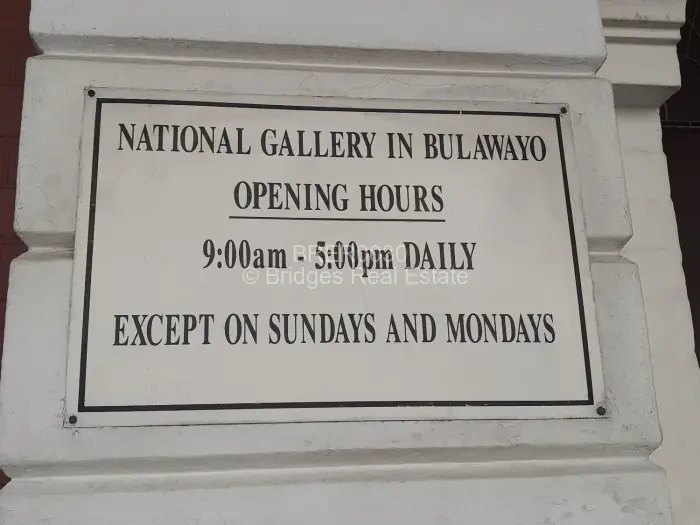 NATIONAL GALLERY IN BULAWAYO
OPENING HOURS
9:00am - 5:00pm DAILY
© Bridges Real Estate
EXCEPT ON SUNDAYS AND MONDAYS